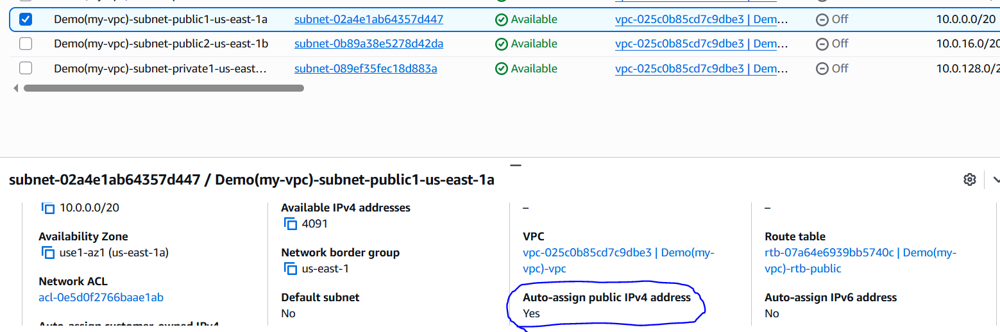 Demo(my-vpc)-subnet-public1-us-east-1a subnet-02a4e1ab64357d447 Available vpc-025c0b85cd7c9dbe3 | Dem… Off 10.0.0.0/20
Demo(my-vpc)-subnet-public2-us-east-1b subnet-0b89a38e5278d42da Available vpc-025c0b85cd7c9dbe3 | Dem… Off 10.0.16.0/20
Demo(my-vpc)-subnet-private1-us-east… subnet-089ef35fec18d883a Available vpc-025c0b85cd7c9dbe3 | Dem… Off 10.0.128.0/2
subnet-02a4e1ab64357d447 / Demo(my-vpc)-subnet-public1-us-east-1a
10.0.0.0/20
Availability Zone
use1-az1 (us-east-1a)
Network ACL
acl-0e5d0f2766baae1ab
Auto-assign customer-owned IPv4
Available IPv4 addresses
4091
Network border group
us-east-1
Default subnet
No
–
VPC
vpc-025c0b85cd7c9dbe3 | Demo(my-
vpc)-vpc
Auto-assign public IPv4 address
Yes
–
Route table
rtb-07a64e6939bb5740c | Demo(my-
vpc)-rtb-public
Auto-assign IPv6 address
No